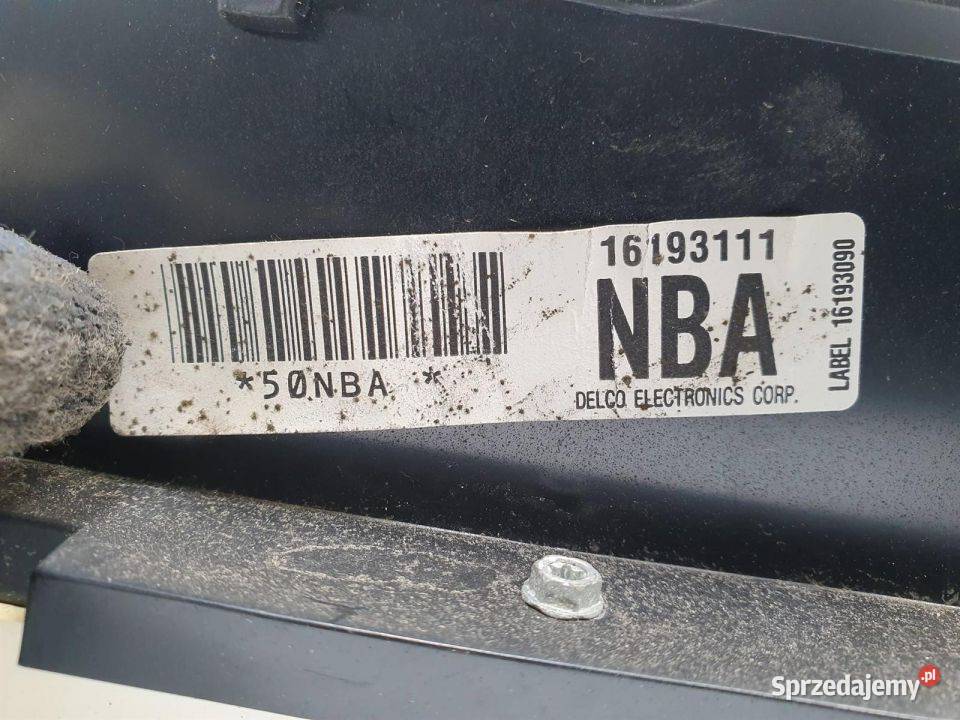 16193111
NBA
DELCO ELECTRONICS CORP.
LABEL 16193090
*50NBA *
Sprzedajemy.pl